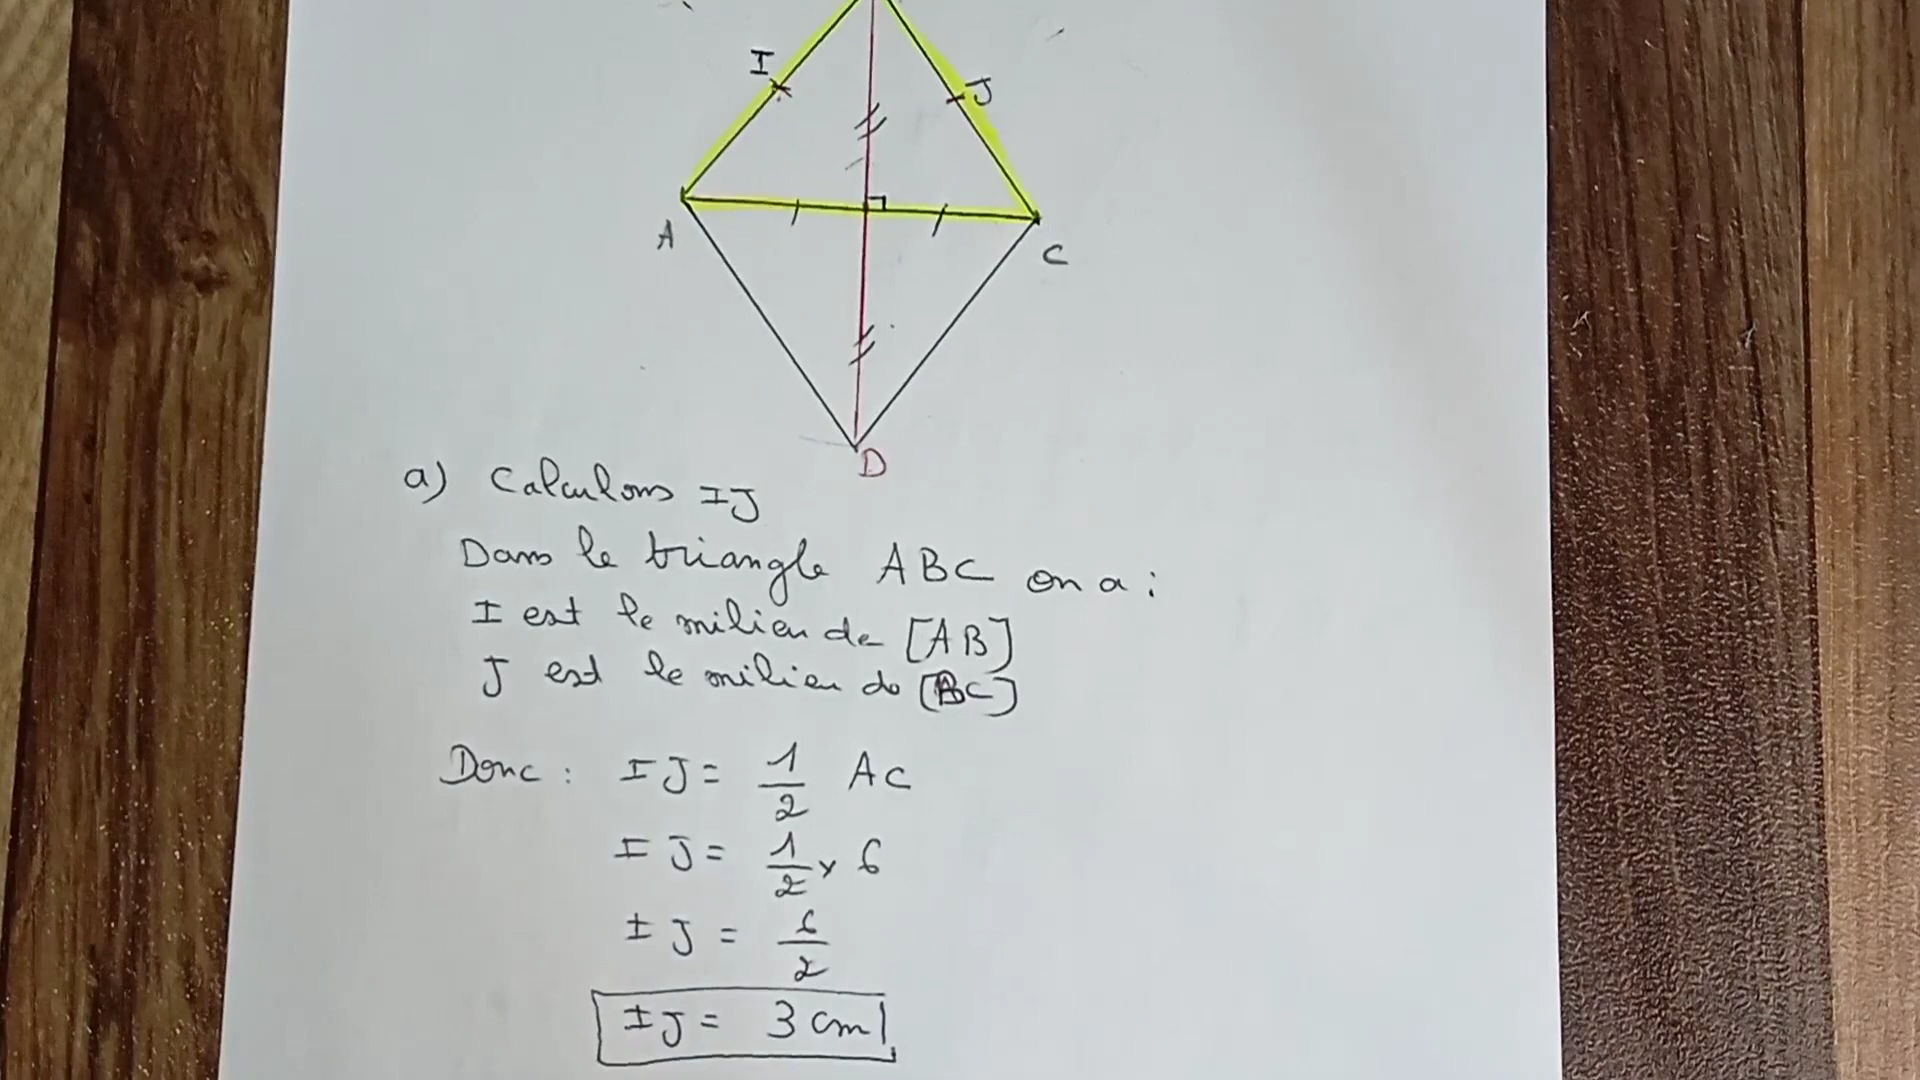 I
J
A
C
D
a) Calculons IJ
Dans le triangle ABC on a :
I est le milieu de [AB]
J est le milieu de [BC]
Donc : IJ = 1/2 AC
IJ = 1/2 x 6
IJ = 6/2
IJ = 3 cm